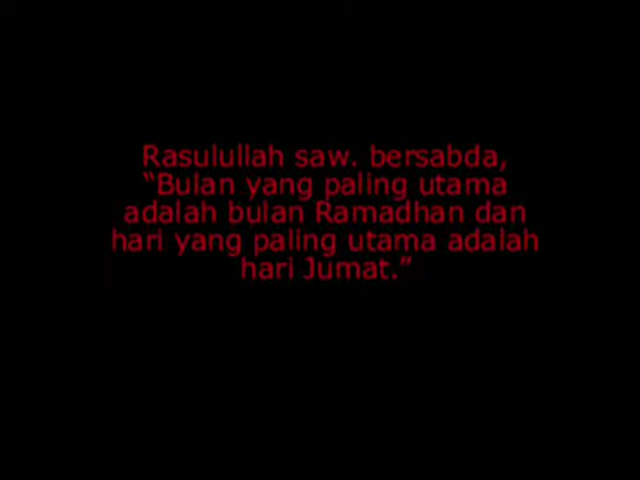 Rasulullah saw. bersabda,
“Bulan yang paling utama
adalah bulan Ramadhan dan
hari yang paling utama adalah
hari Jumat.”